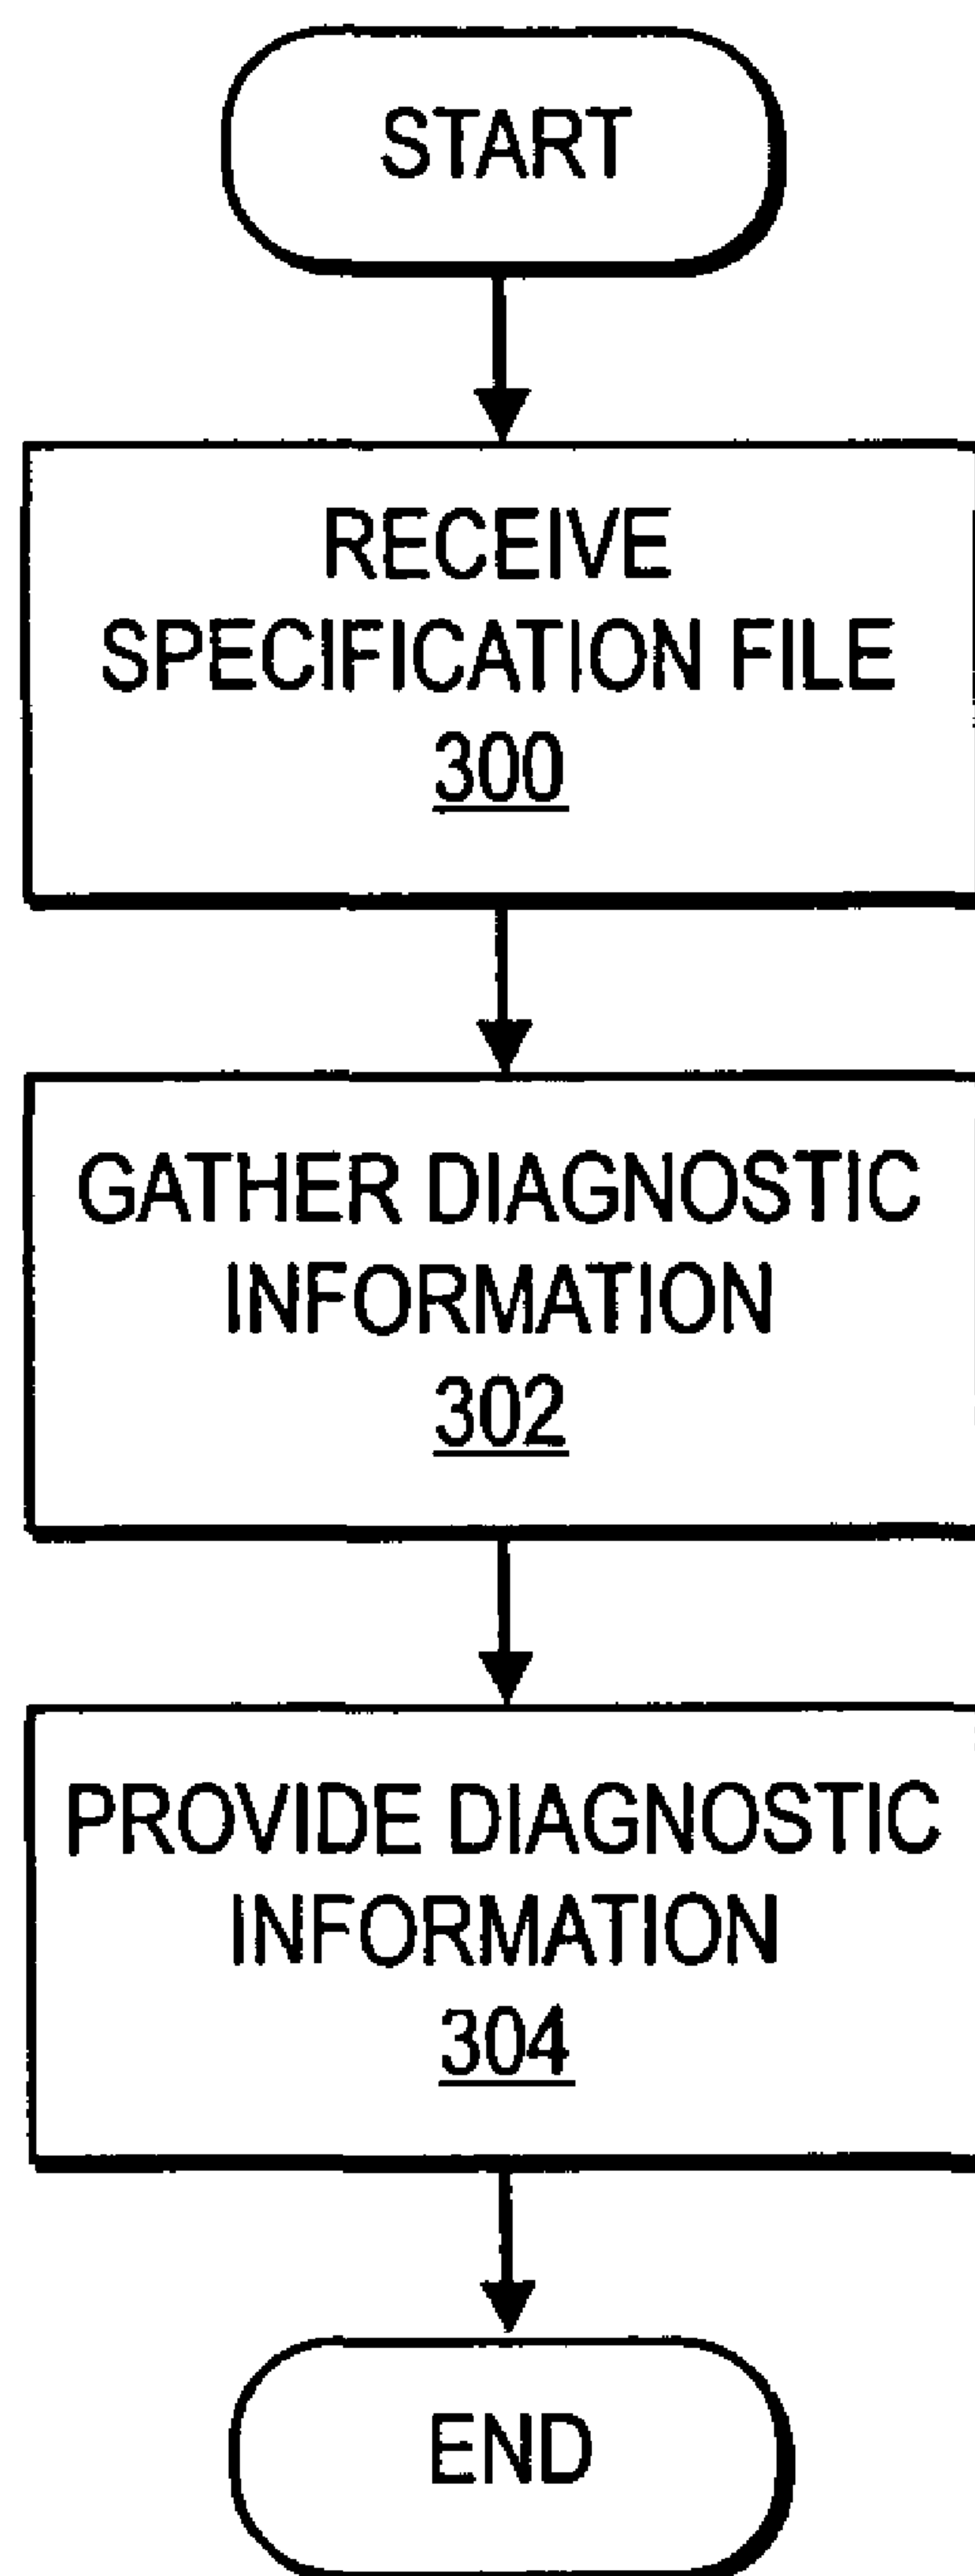 START
RECEIVE
SPECIFICATION FILE
300
GATHER DIAGNOSTIC
INFORMATION
302
PROVIDE DIAGNOSTIC
INFORMATION
304
END